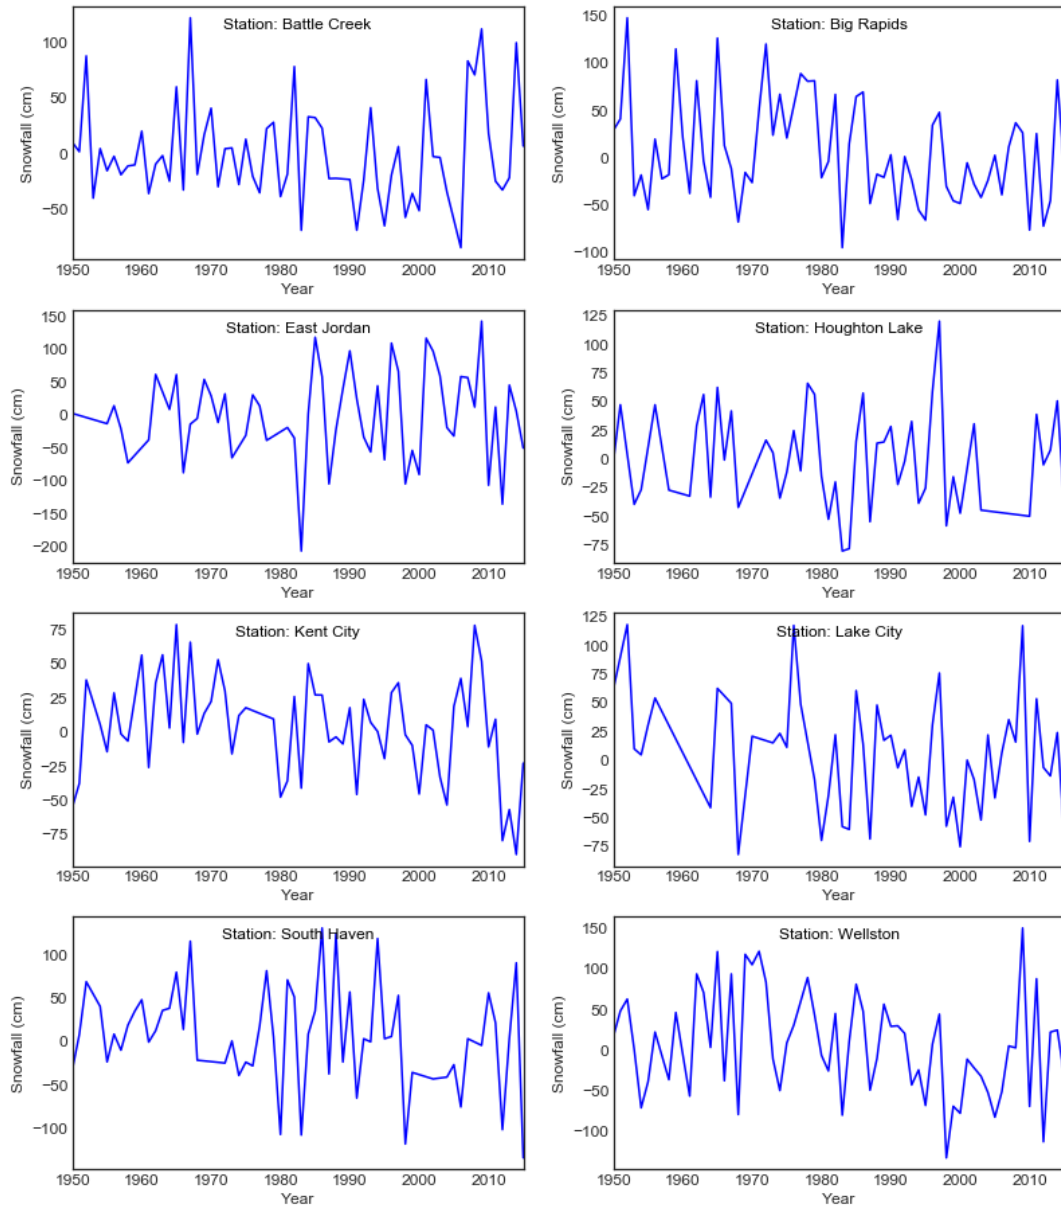 Station: Battle Creek
Snowfall (cm)
100
50
0
−50
1950 1960 1970 1980 1990 2000 2010
Year
Station: Big Rapids
Snowfall (cm)
150
100
50
0
−50
−100
1950 1960 1970 1980 1990 2000 2010
Year
Station: East Jordan
Snowfall (cm)
150
100
50
0
−50
−100
−150
−200
1950 1960 1970 1980 1990 2000 2010
Year
Station: Houghton Lake
Snowfall (cm)
125
100
75
50
25
0
−25
−50
−75
1950 1960 1970 1980 1990 2000 2010
Year
Station: Kent City
Snowfall (cm)
75
50
25
0
−25
−50
−75
1950 1960 1970 1980 1990 2000 2010
Year
Station: Lake City
Snowfall (cm)
125
100
75
50
25
0
−25
−50
−75
1950 1960 1970 1980 1990 2000 2010
Year
Station: South Haven
Snowfall (cm)
100
50
0
−50
−100
1950 1960 1970 1980 1990 2000 2010
Year
Station: Wellston
Snowfall (cm)
150
100
50
0
−50
−100
1950 1960 1970 1980 1990 2000 2010
Year